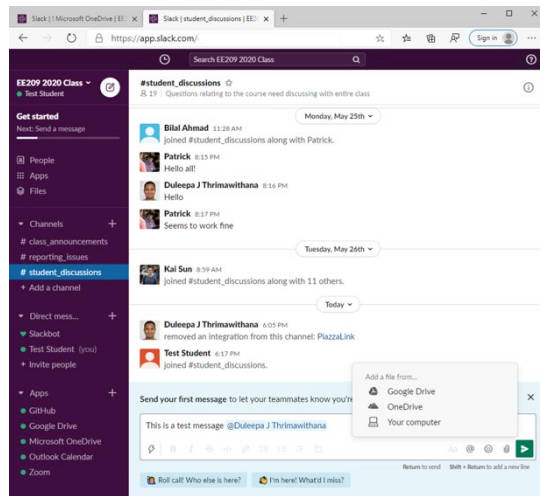 Slack | ! Microsoft OneDrive | EE
Slack | student_discussions | EE2
https://app.slack.com/
Sign in
Search EE209 2020 Class
EE209 2020 Class
Test Student
Get started
Next: Send a message
People
Apps
Files
Channels
# class_announcements
# reporting_issues
# student_discussions
+ Add a channel
Direct mess...
Slackbot
Test Student (you)
+ Invite people
Apps
GitHub
Google Drive
Microsoft OneDrive
Outlook Calendar
Zoom
#student_discussions
19 | Questions relating to the course need discussing with entire class
Monday, May 25th
Bilal Ahmad 11:28 AM
joined #student_discussions along with Patrick.
Patrick 8:15 PM
Hello all!
Duleepa J Thrimawithana 8:16 PM
Hello
Patrick 8:17 PM
Seems to work fine
Tuesday, May 26th
Kai Sun 8:59 AM
joined #student_discussions along with 11 others.
Today
Duleepa J Thrimawithana 6:05 PM
removed an integration from this channel: PiazzaLink
Test Student 6:17 PM
joined #student_discussions.
Add a file from...
Google Drive
OneDrive
Your computer
Send your first message to let your teammates know you're
This is a test message @Duleepa J Thrimawithana
Return to send Shift + Return to add a new line
Roll call! Who else is here?
I'm here! What'd I miss?